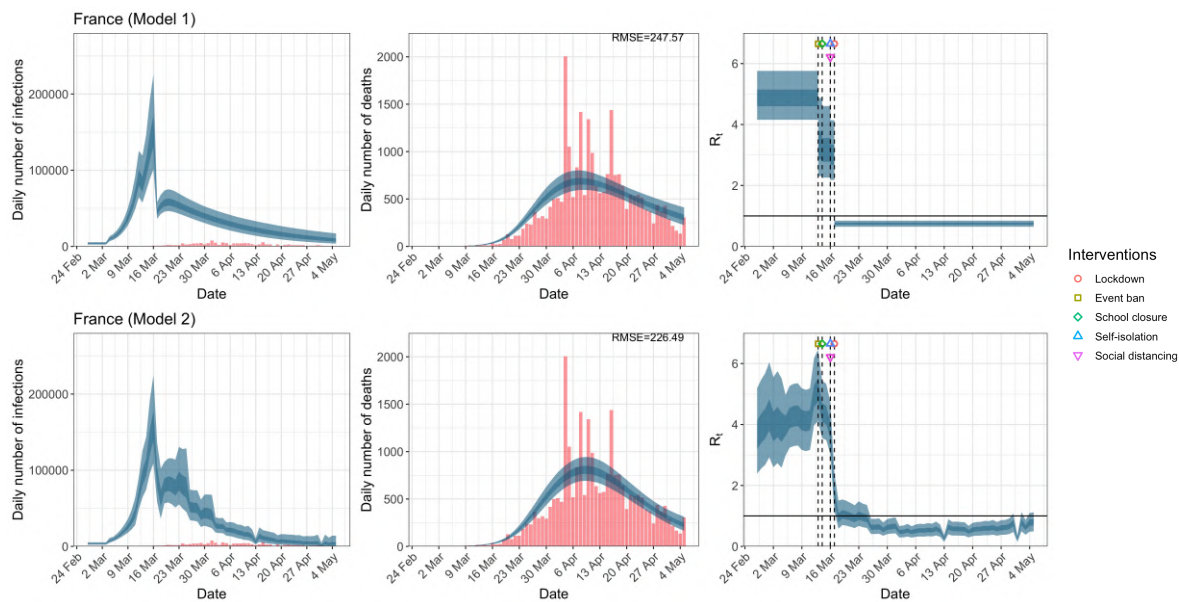 France (Model 1)
Daily number of infections
200000
100000
0
24 Feb
2 Mar
9 Mar
16 Mar
23 Mar
30 Mar
6 Apr
13 Apr
20 Apr
27 Apr
4 May
Date
Daily number of deaths
RMSE=247.57
2000
1500
1000
500
0
24 Feb
2 Mar
9 Mar
16 Mar
23 Mar
30 Mar
6 Apr
13 Apr
20 Apr
27 Apr
4 May
Date
Rt
6
4
2
0
24 Feb
2 Mar
9 Mar
16 Mar
23 Mar
30 Mar
6 Apr
13 Apr
20 Apr
27 Apr
4 May
Date
Interventions
Lockdown
Event ban
School closure
Self-isolation
Social distancing
France (Model 2)
Daily number of infections
200000
100000
0
24 Feb
2 Mar
9 Mar
16 Mar
23 Mar
30 Mar
6 Apr
13 Apr
20 Apr
27 Apr
4 May
Date
Daily number of deaths
RMSE=226.49
2000
1500
1000
500
0
24 Feb
2 Mar
9 Mar
16 Mar
23 Mar
30 Mar
6 Apr
13 Apr
20 Apr
27 Apr
4 May
Date
Rt
6
4
2
0
24 Feb
2 Mar
9 Mar
16 Mar
23 Mar
30 Mar
6 Apr
13 Apr
20 Apr
27 Apr
4 May
Date